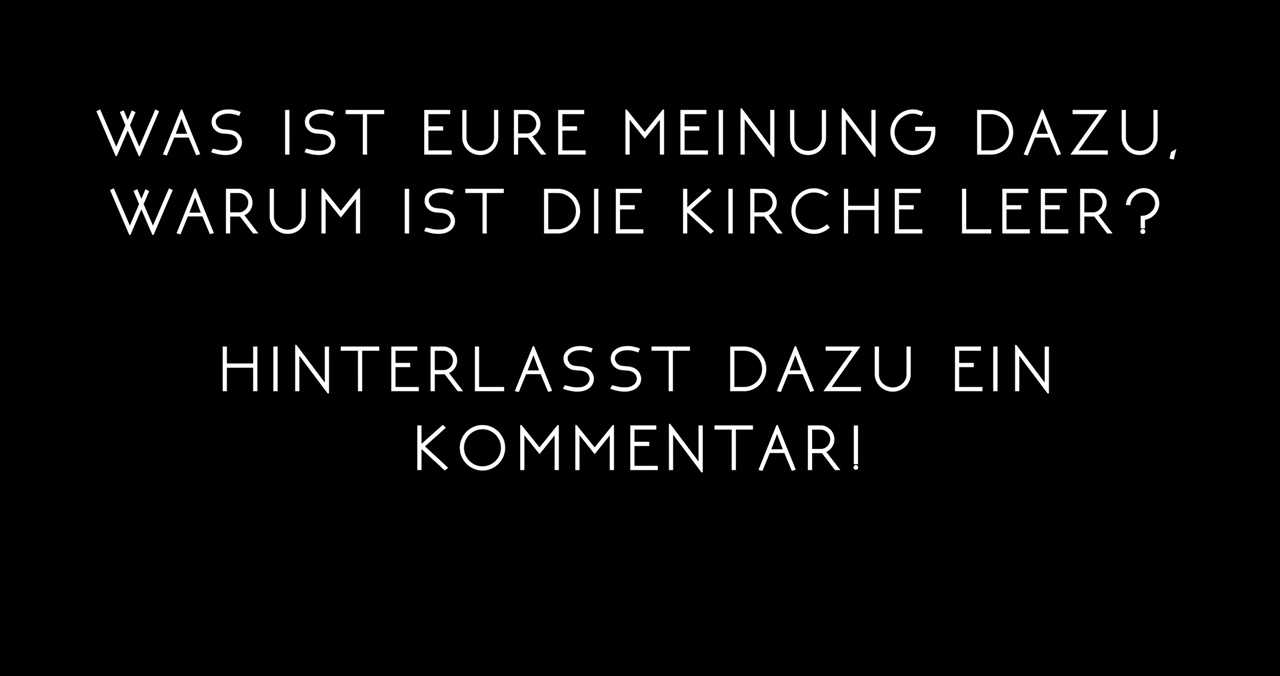 WAS IST EURE MEINUNG DAZU,
WARUM IST DIE KIRCHE LEER?
HINTERLASST DAZU EIN
KOMMENTAR!